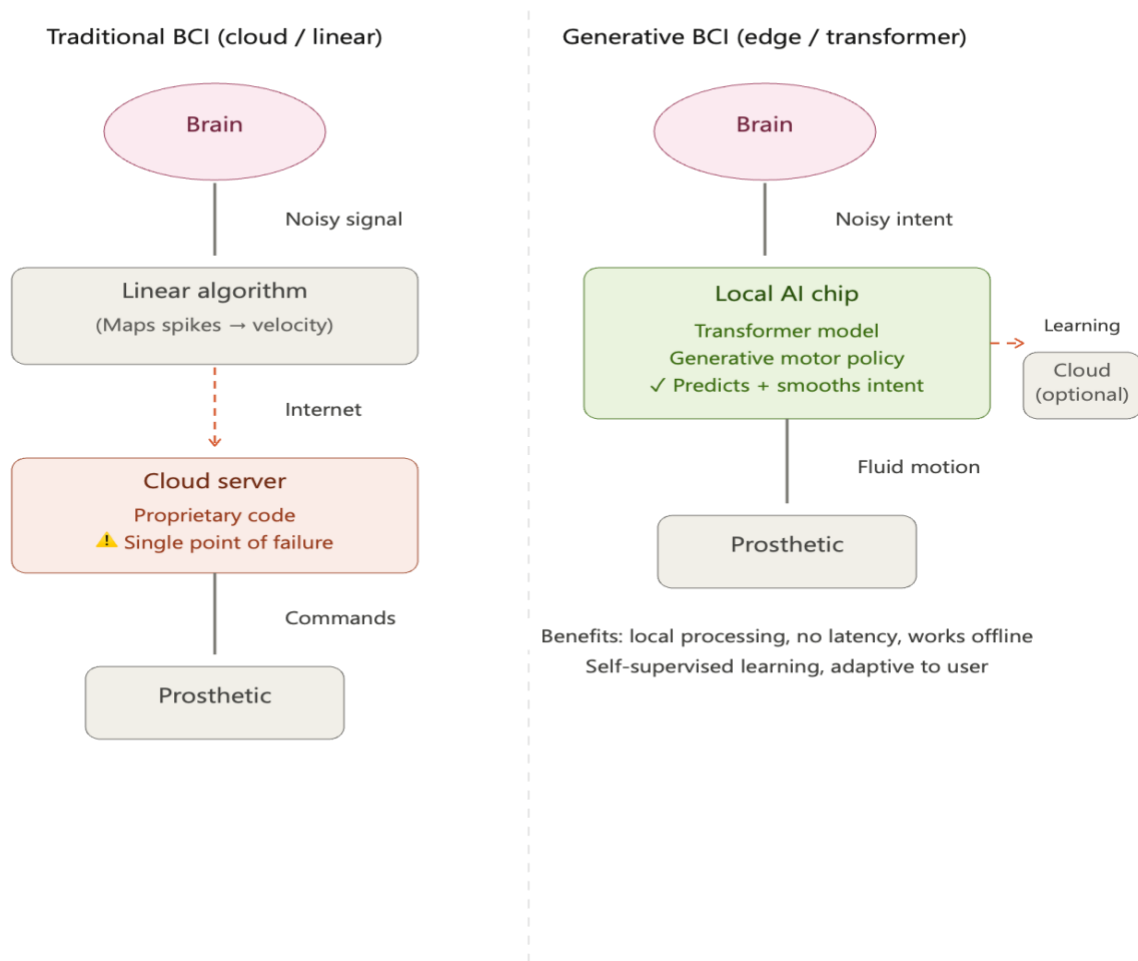 Traditional BCI (cloud / linear)
Brain
Noisy signal
Linear algorithm
(Maps spikes → velocity)
Internet
Cloud server
Proprietary code
⚠️ Single point of failure
Commands
Prosthetic
Generative BCI (edge / transformer)
Brain
Noisy intent
Local AI chip
Transformer model
Generative motor policy
✓ Predicts + smooths intent
Learning
Cloud
(optional)
Fluid motion
Prosthetic
Benefits: local processing, no latency, works offline
Self-supervised learning, adaptive to user